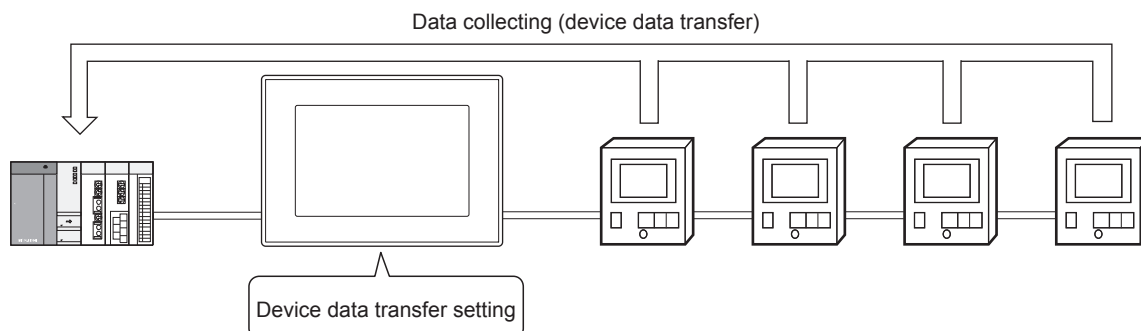 Data collecting (device data transfer)
Device data transfer setting